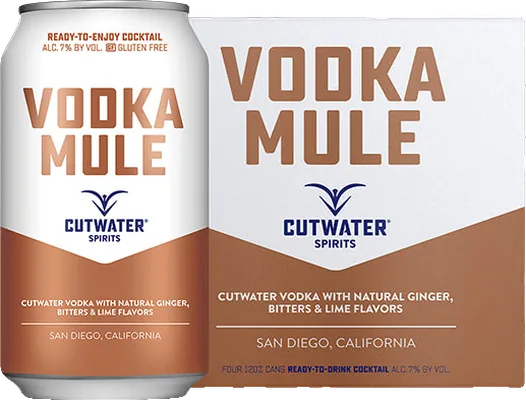 READY-TO-ENJOY COCKTAIL
ALC. 7% BY VOL. GF GLUTEN FREE
VODKA
MULE
CUTWATER®
SPIRITS
CUTWATER VODKA WITH NATURAL GINGER,
BITTERS & LIME FLAVORS
SAN DIEGO, CALIFORNIA
VODKA
MULE
CUTWATER®
SPIRITS
CUTWATER VODKA WITH NATURAL GINGER,
BITTERS & LIME FLAVORS
SAN DIEGO, CALIFORNIA
FOUR 12OZ CANS READY-TO-DRINK COCKTAIL ALC. 7% BY VOL.